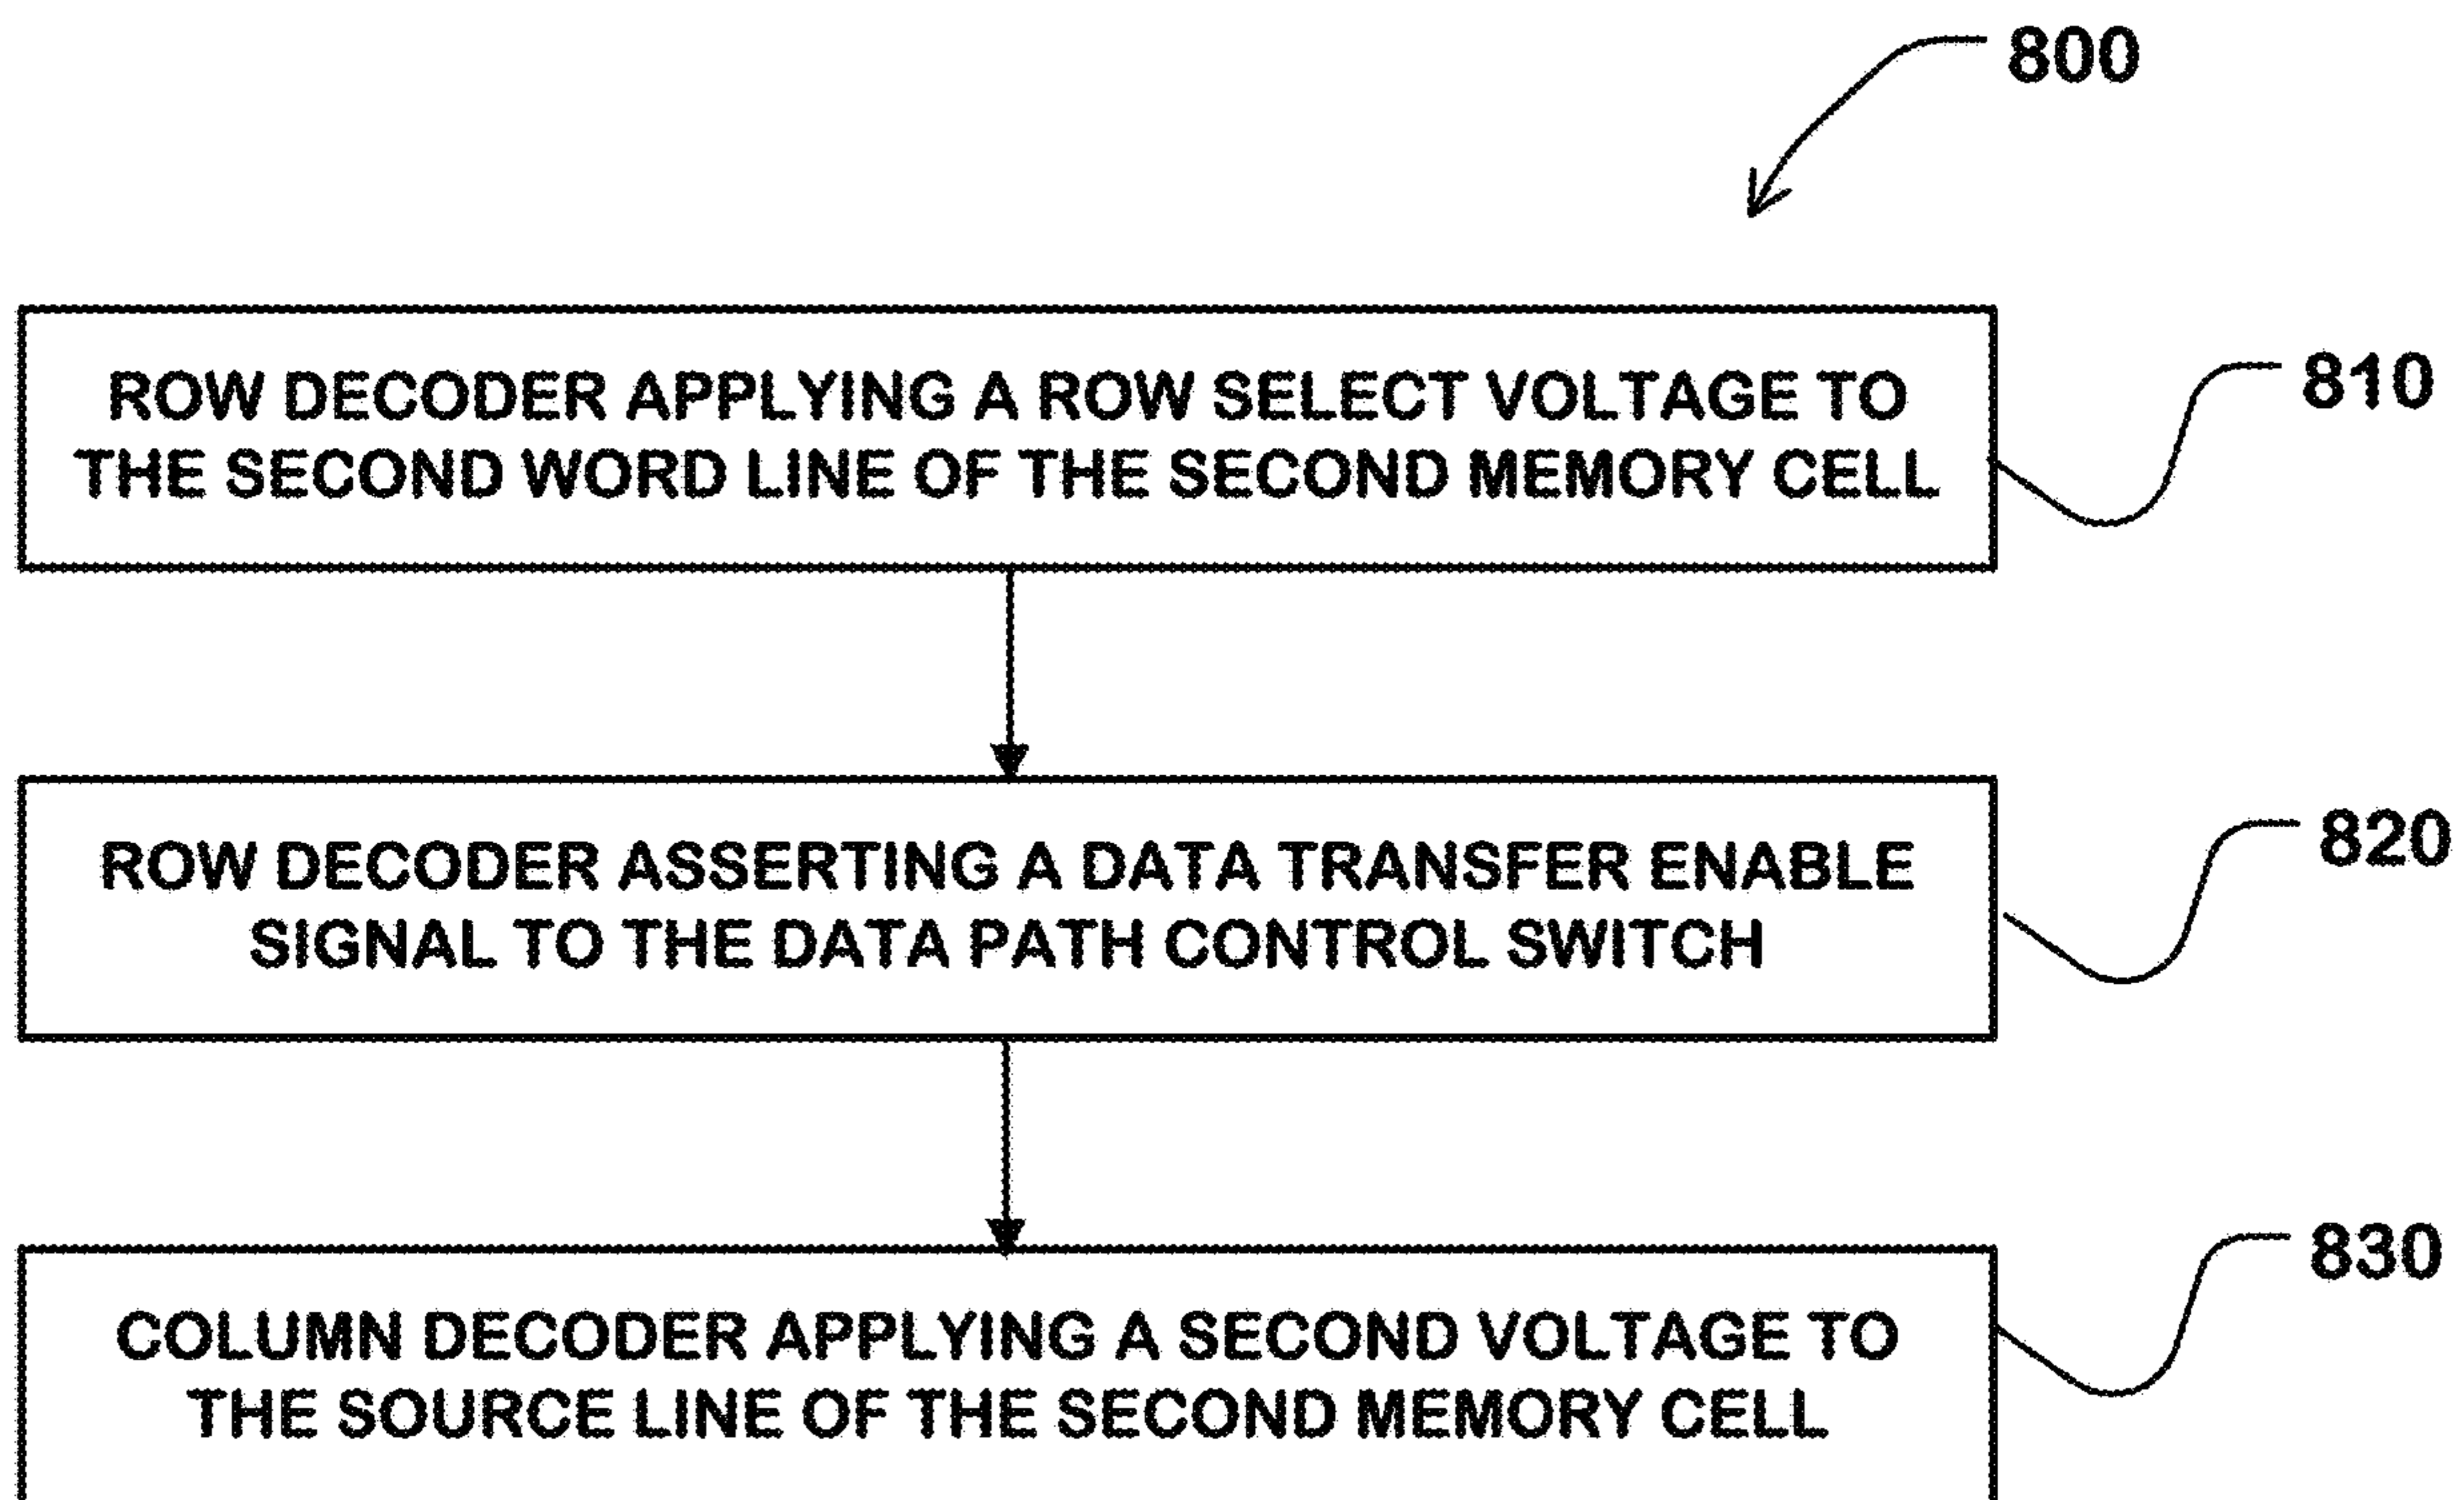 800
ROW DECODER APPLYING A ROW SELECT VOLTAGE TO
THE SECOND WORD LINE OF THE SECOND MEMORY CELL
810
ROW DECODER ASSERTING A DATA TRANSFER ENABLE
SIGNAL TO THE DATA PATH CONTROL SWITCH
820
COLUMN DECODER APPLYING A SECOND VOLTAGE TO
THE SOURCE LINE OF THE SECOND MEMORY CELL
830